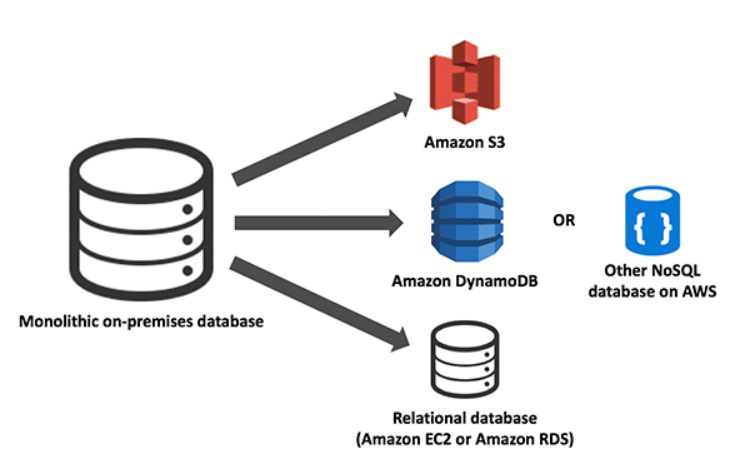 Amazon S3
Amazon DynamoDB
OR
Other NoSQL
database on AWS
Monolithic on-premises database
Relational database
(Amazon EC2 or Amazon RDS)